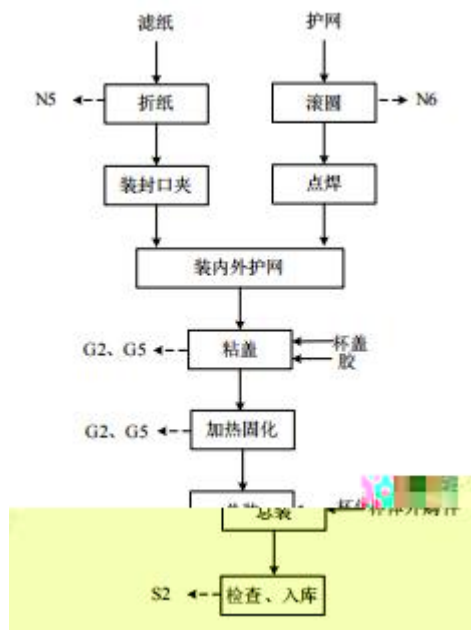 滤纸 护网
N5 折纸 滚圆 N6
装封口夹 点焊
装内外护网
G2、G5 粘盖 杯盖
胶
G2、G5 加热固化
总装
S2 检查、入库